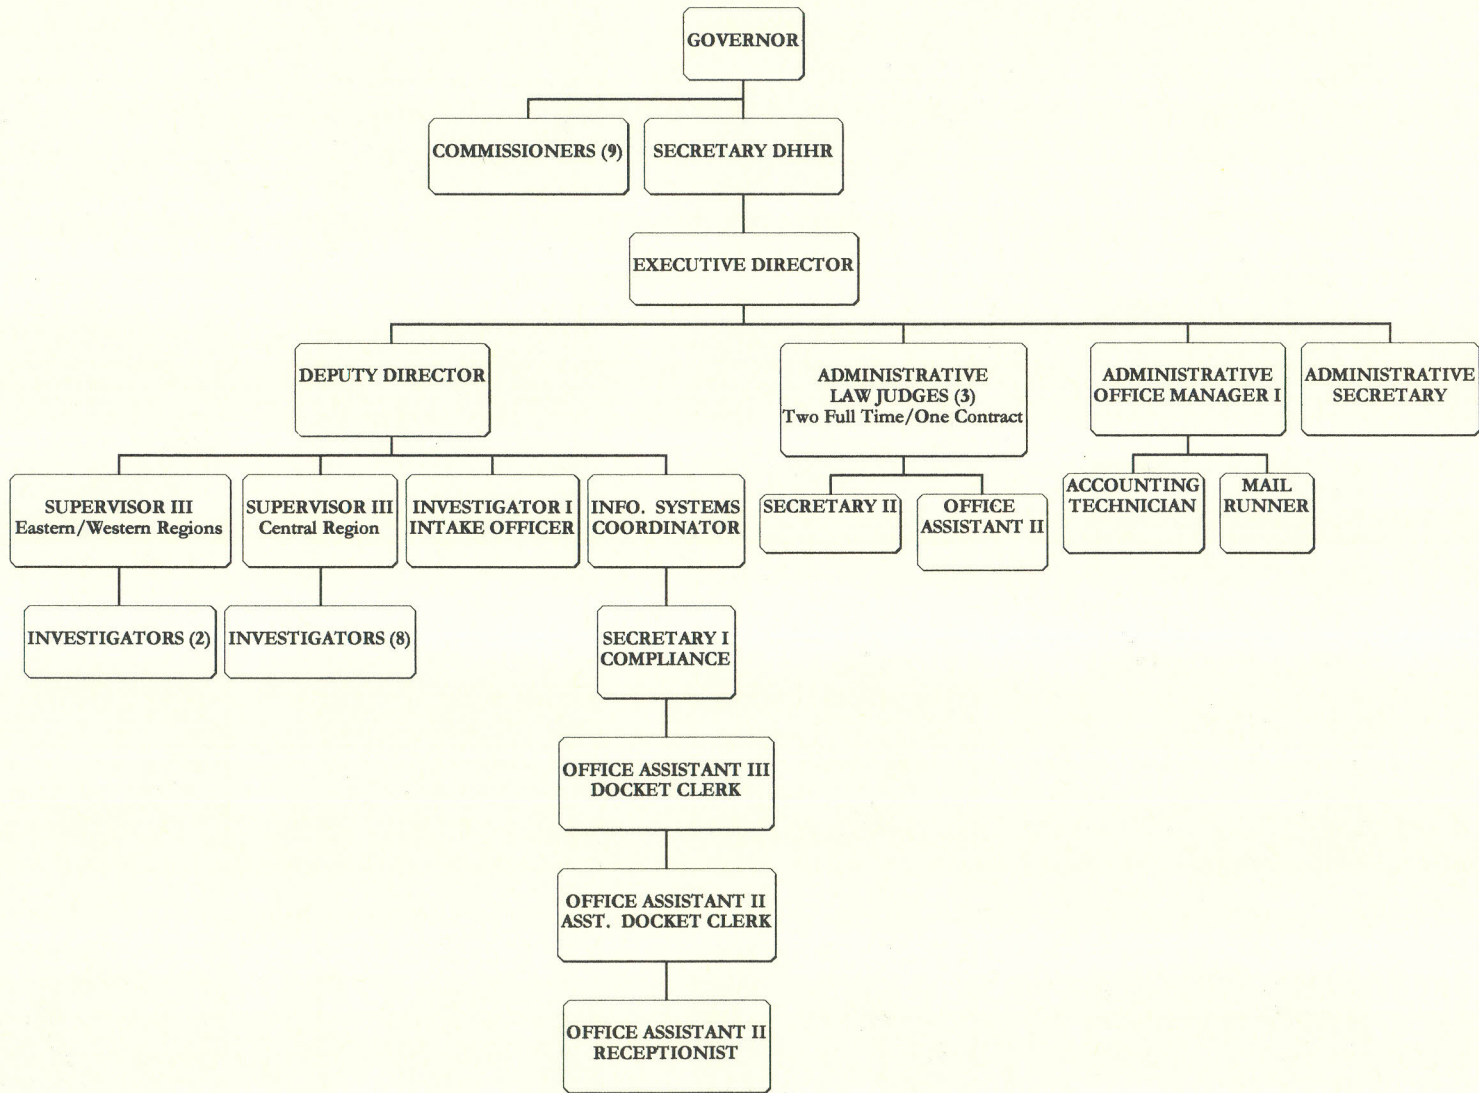 GOVERNOR
COMMISSIONERS (9)
SECRETARY DHHR
EXECUTIVE DIRECTOR
DEPUTY DIRECTOR
ADMINISTRATIVE
LAW JUDGES (3)
Two Full Time/One Contract
ADMINISTRATIVE
OFFICE MANAGER I
ADMINISTRATIVE
SECRETARY
SUPERVISOR III
Eastern/Western Regions
SUPERVISOR III
Central Region
INVESTIGATOR I
INTAKE OFFICER
INFO. SYSTEMS
COORDINATOR
SECRETARY II
OFFICE
ASSISTANT II
ACCOUNTING
TECHNICIAN
MAIL
RUNNER
INVESTIGATORS (2)
INVESTIGATORS (8)
SECRETARY I
COMPLIANCE
OFFICE ASSISTANT III
DOCKET CLERK
OFFICE ASSISTANT II
ASST. DOCKET CLERK
OFFICE ASSISTANT II
RECEPTIONIST